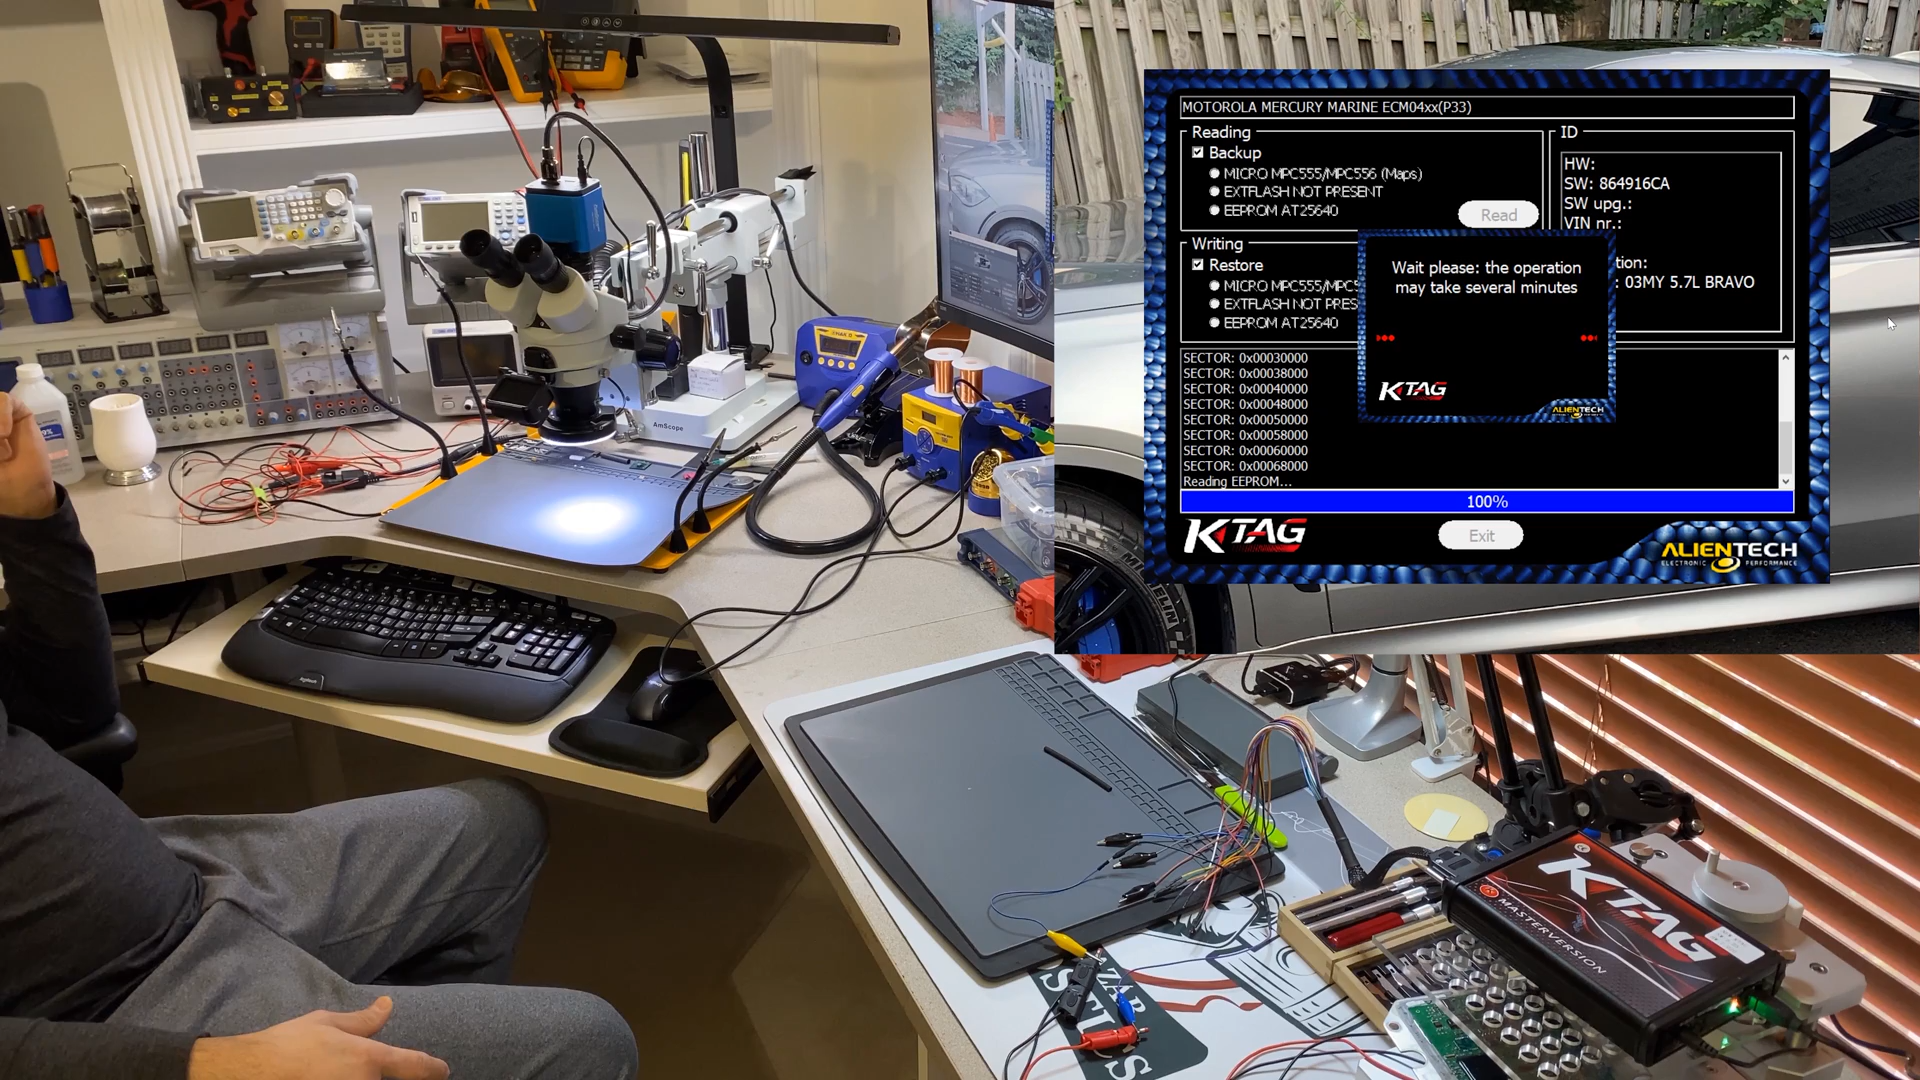 MOTOROLA MERCURY MARINE ECM04xx(P33)
Reading
Backup
MICRO MPC555/MPC556 (Maps)
EXTFLASH NOT PRESENT
EEPROM AT25640
Read
ID
HW:
SW: 864916CA
SW upg.:
VIN nr.:
tion:
: 03MY 5.7L BRAVO
Writing
Restore
MICRO MPC555/MPC5
EXTFLASH NOT PRES
EEPROM AT25640
Wait please: the operation
may take several minutes
KTAG
ALIENTECH
SECTOR: 0x00030000
SECTOR: 0x00038000
SECTOR: 0x00040000
SECTOR: 0x00048000
SECTOR: 0x00050000
SECTOR: 0x00058000
SECTOR: 0x00060000
SECTOR: 0x00068000
Reading EEPROM...
100%
KTAG
Exit
ALIENTECH
ELECTRONIC PERFORMANCE
AmScope
KTAG
MASTERVERSION